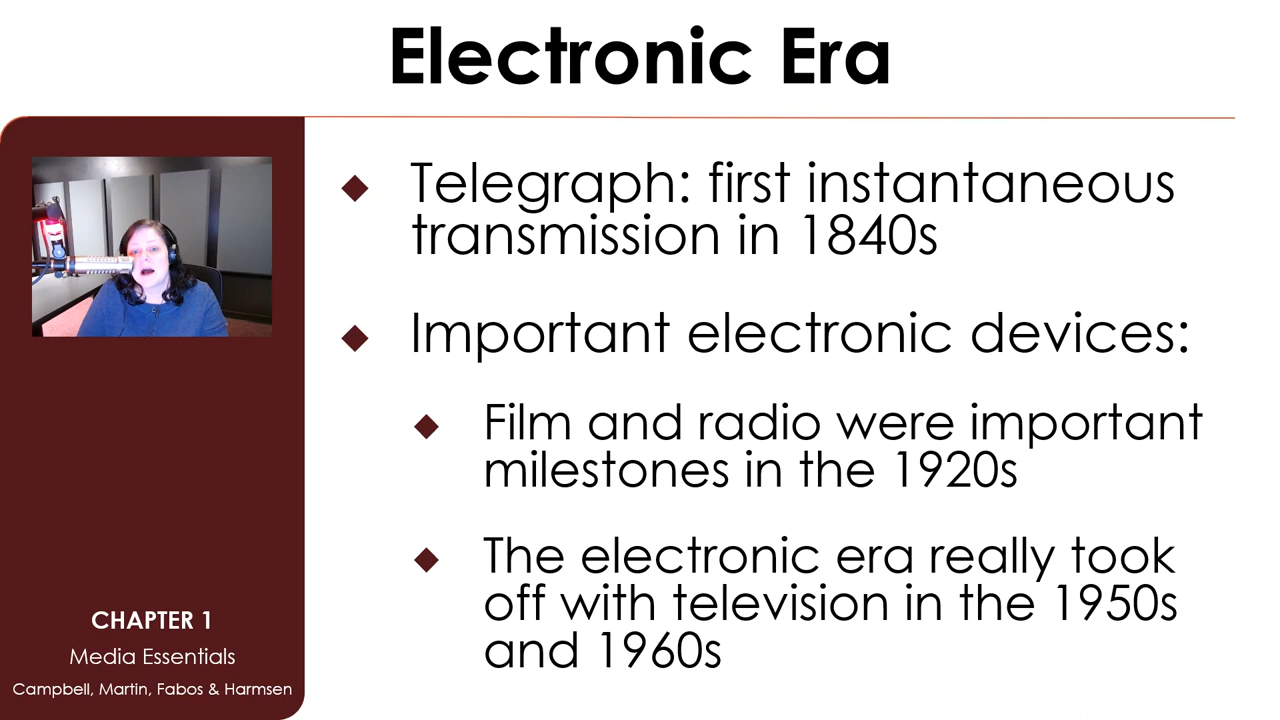 Electronic Era
Telegraph: first instantaneous
transmission in 1840s
Important electronic devices:
Film and radio were important
milestones in the 1920s
The electronic era really took
off with television in the 1950s
and 1960s
CHAPTER 1
Media Essentials
Campbell, Martin, Fabos & Harmsen